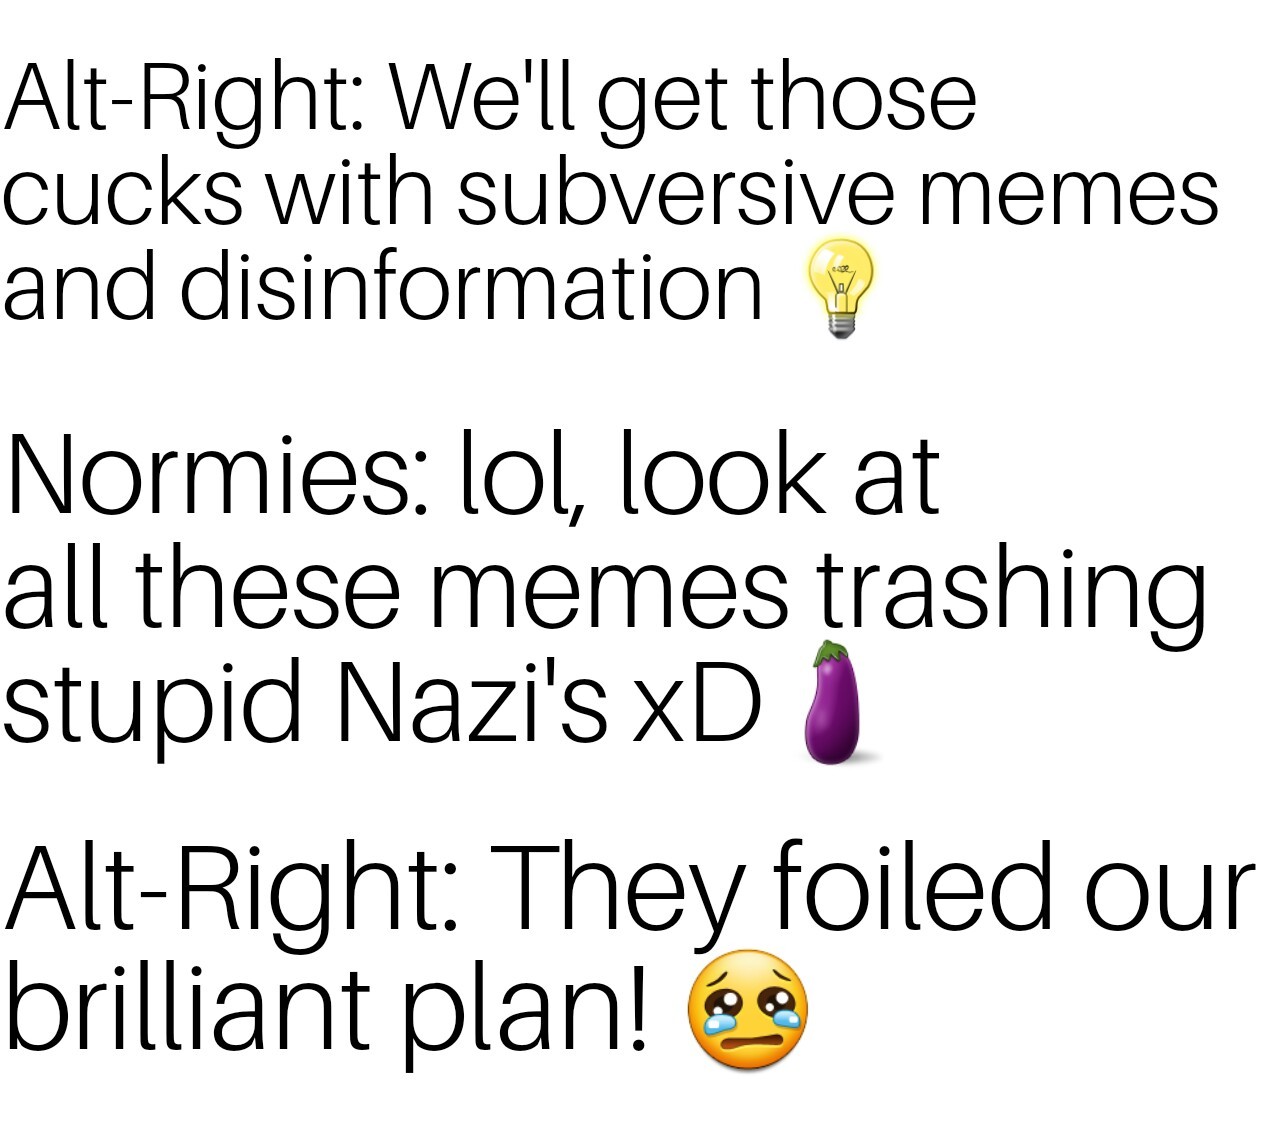 Alt-Right: We'll get those
cucks with subversive memes
and disinformation 💡
Normies: lol, look at
all these memes trashing
stupid Nazi's xD 🍆
Alt-Right: They foiled our
brilliant plan! 😢